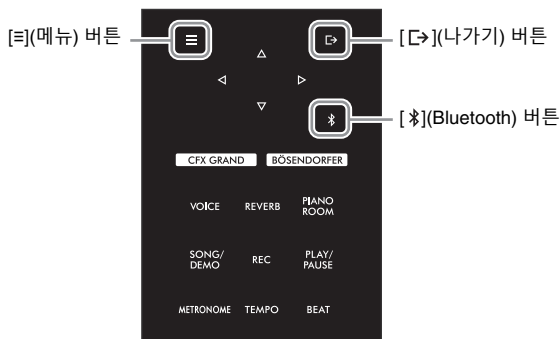 [≡](메뉴) 버튼
[](나가기) 버튼
[](Bluetooth) 버튼
CFX GRAND BÖSENDORFER
VOICE REVERB PIANO ROOM
SONG/DEMO REC PLAY/PAUSE
METRONOME TEMPO BEAT